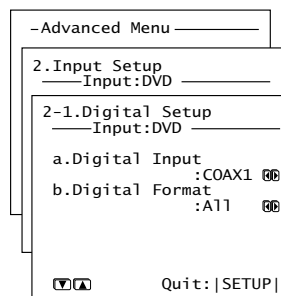 Advanced Menu
2.Input Setup
Input:DVD
2-1.Digital Setup
Input:DVD
a.Digital Input
:COAX1
b.Digital Format
:All
Quit:|SETUP|